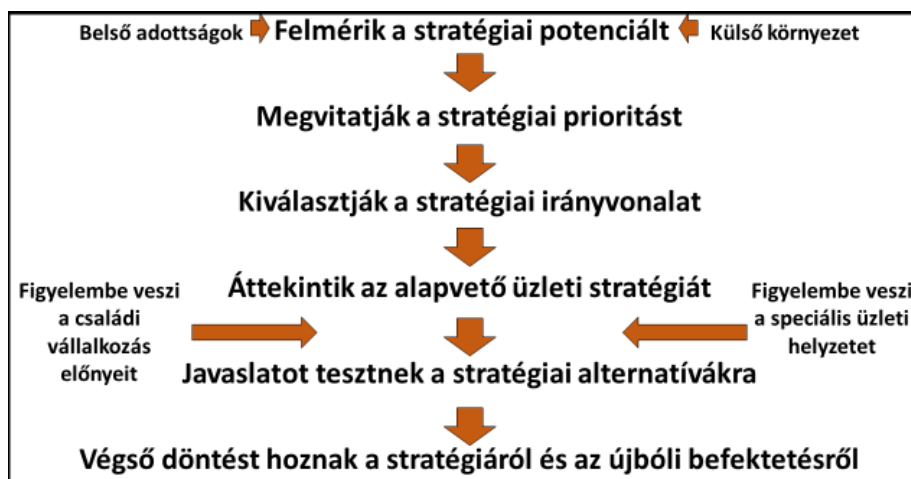 Belső adottságok
Felmérik a stratégiai potenciált
Külső környezet
Megvitatják a stratégiai prioritást
Kiválasztják a stratégiai irányvonalat
Áttekintik az alapvető üzleti stratégiát
Figyelembe veszi
a családi
vállalkozás
előnyeit
Figyelembe veszi
a speciális üzleti
helyzetet
Javaslatot tesztnek a stratégiai alternatívákra
Végső döntést hoznak a stratégiáról és az újbóli befektetésről